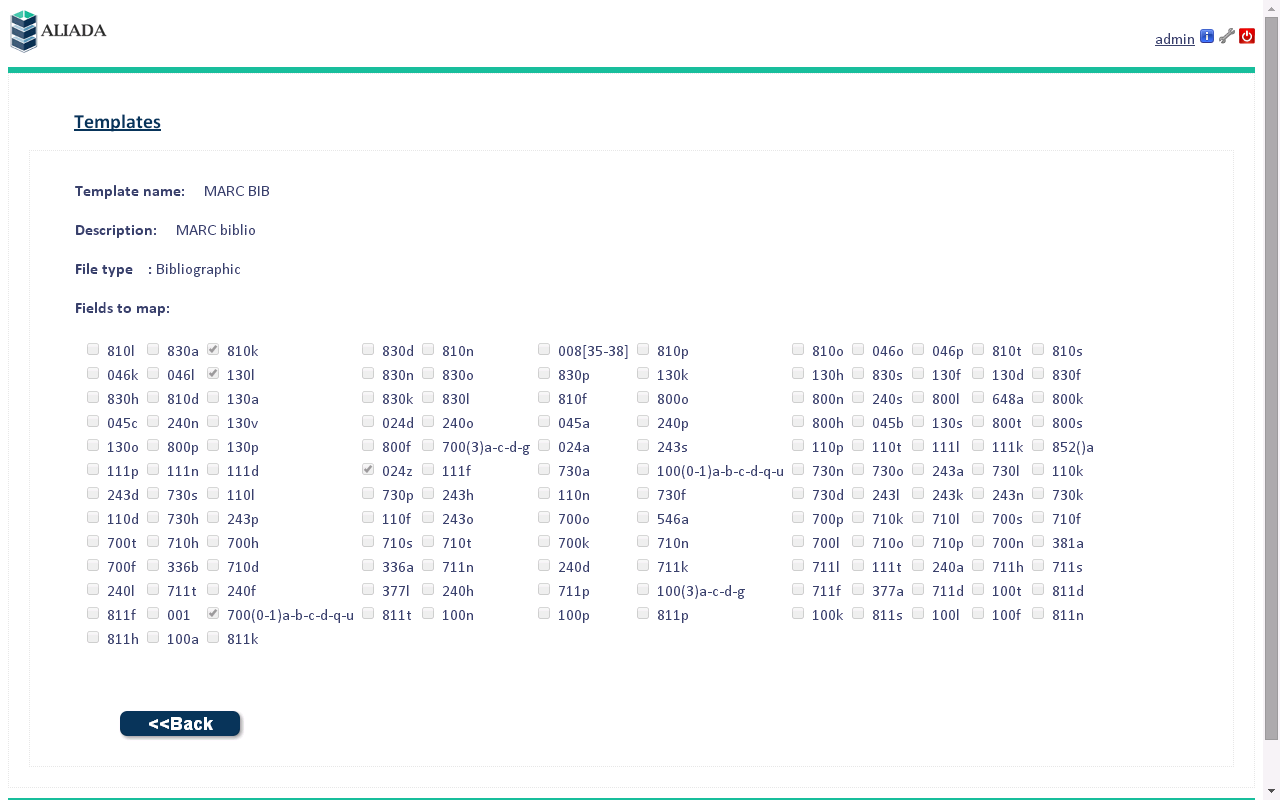 ALIADA
admin
Templates
Template name: MARC BIB
Description: MARC biblio
File type : Bibliographic
Fields to map:
810l 830a 810k 830d 810n 008[35-38] 810p 810o 046o 046p 810t 810s
046k 046l 130l 830n 830o 830p 130k 130h 830s 130f 130d 830f
830h 810d 130a 830k 830l 810f 800o 800n 240s 800l 648a 800k
045c 240n 130v 024d 240o 045a 240p 800h 045b 130s 800t 800s
130o 800p 130p 800f 700(3)a-c-d-g 024a 243s 110p 110t 111l 111k 852()a
111p 111n 111d 024z 111f 730a 100(0-1)a-b-c-d-q-u 730n 730o 243a 730l 110k
243d 730s 110l 730p 243h 110n 730f 730d 243l 243k 243n 730k
110d 730h 243p 110f 243o 700o 546a 700p 710k 710l 700s 710f
700t 710h 700h 710s 710t 700k 710n 700l 710o 710p 700n 381a
700f 336b 710d 336a 711n 240d 711k 711l 111t 240a 711h 711s
240l 711t 240f 377l 240h 711p 100(3)a-c-d-g 711f 377a 711d 100t 811d
811f 001 700(0-1)a-b-c-d-q-u 811t 100n 100p 811p 100k 811s 100l 100f 811n
811h 100a 811k
<<Back